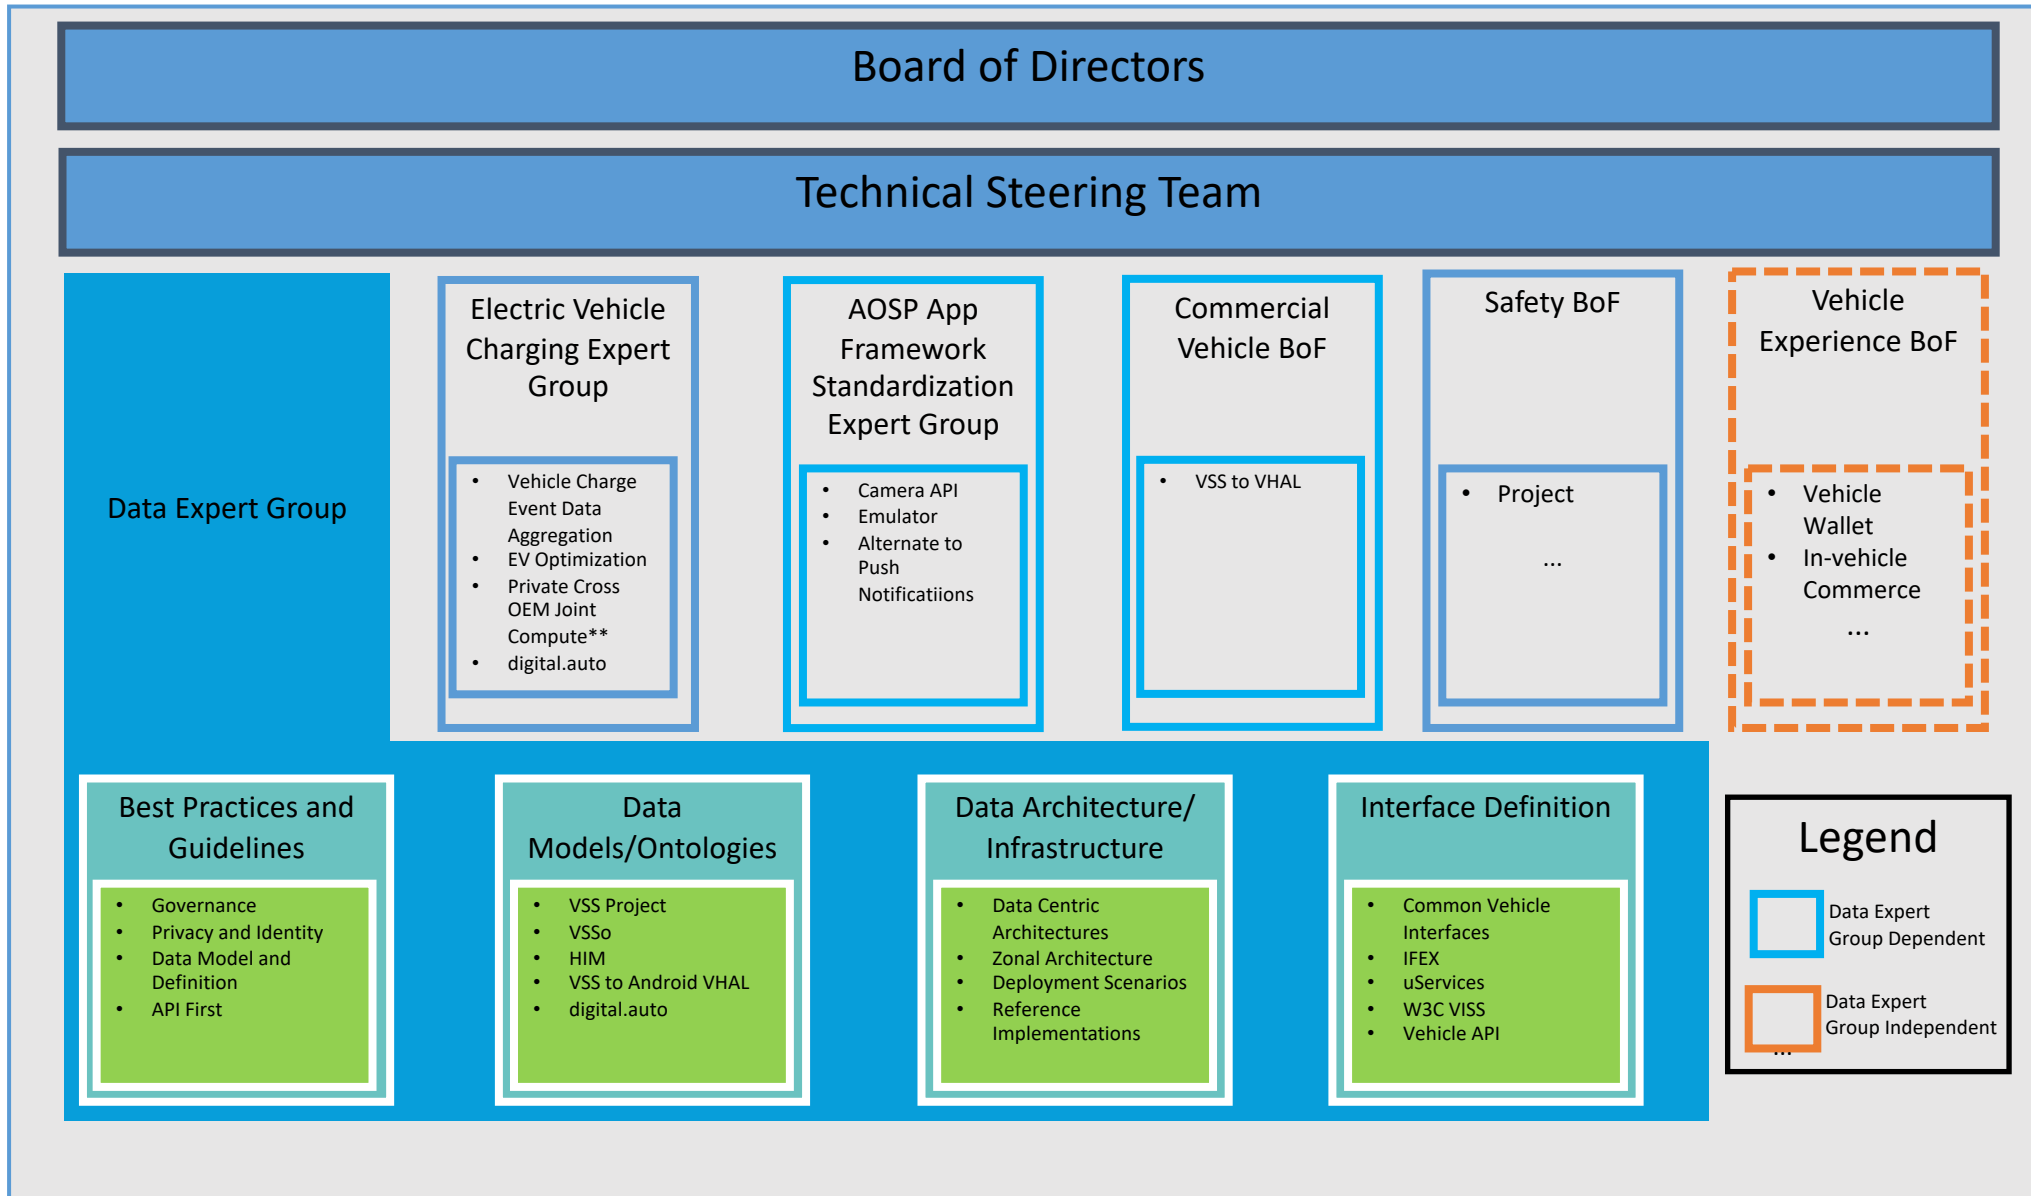 Board of Directors
Technical Steering Team
Data Expert Group
Electric Vehicle
Charging Expert
Group
• Vehicle Charge
Event Data
Aggregation
• EV Optimization
• Private Cross
OEM Joint
Compute**
• digital.auto
AOSP App
Framework
Standardization
Expert Group
• Camera API
• Emulator
• Alternate to
Push
Notificatiions
Commercial
Vehicle BoF
• VSS to VHAL
Safety BoF
• Project
...
Vehicle
Experience BoF
• Vehicle
Wallet
• In-vehicle
Commerce
...
Best Practices and
Guidelines
• Governance
• Privacy and Identity
• Data Model and
Definition
• API First
Data
Models/Ontologies
• VSS Project
• VSSo
• HIM
• VSS to Android VHAL
• digital.auto
Data Architecture/
Infrastructure
• Data Centric
Architectures
• Zonal Architecture
• Deployment Scenarios
• Reference
Implementations
Interface Definition
• Common Vehicle
Interfaces
• IFEX
• uServices
• W3C VISS
• Vehicle API
Legend
Data Expert
Group Dependent
Data Expert
Group Independent
...